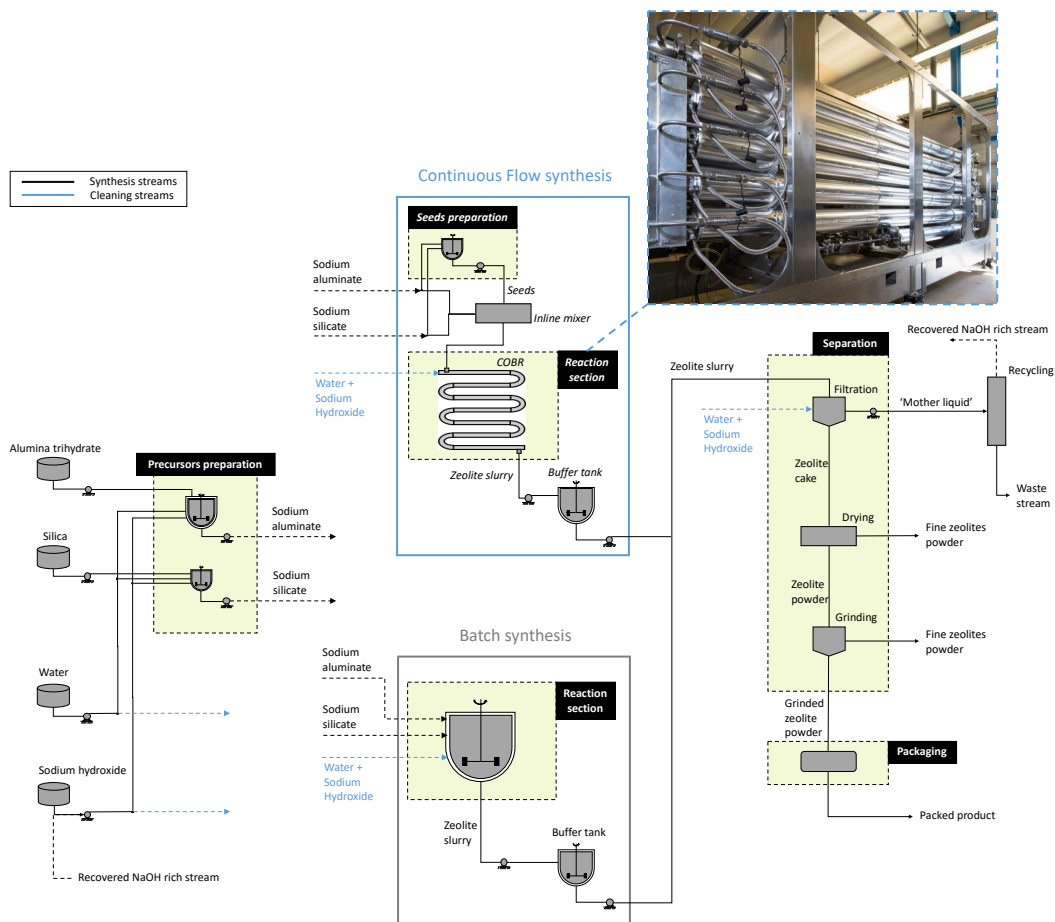 Synthesis streams
Cleaning streams
Continuous Flow synthesis
Seeds preparation
Sodium
aluminate
Seeds
Sodium
silicate
Inline mixer
COBR
Reaction
section
Water +
Sodium
Hydroxide
Zeolite slurry
Buffer tank
Alumina trihydrate
Precursors preparation
Sodium
aluminate
Silica
Sodium
silicate
Water
Sodium hydroxide
Recovered NaOH rich stream
Batch synthesis
Sodium
aluminate
Reaction
section
Sodium
silicate
Water +
Sodium
Hydroxide
Zeolite
slurry
Buffer tank
Recovered NaOH rich stream
Separation
Zeolite slurry
Recycling
Filtration
'Mother liquid'
Water +
Sodium
Hydroxide
Zeolite
cake
Waste
stream
Drying
Fine zeolites
powder
Zeolite
powder
Grinding
Fine zeolites
powder
Grinded
zeolite
powder
Packaging
Packed product